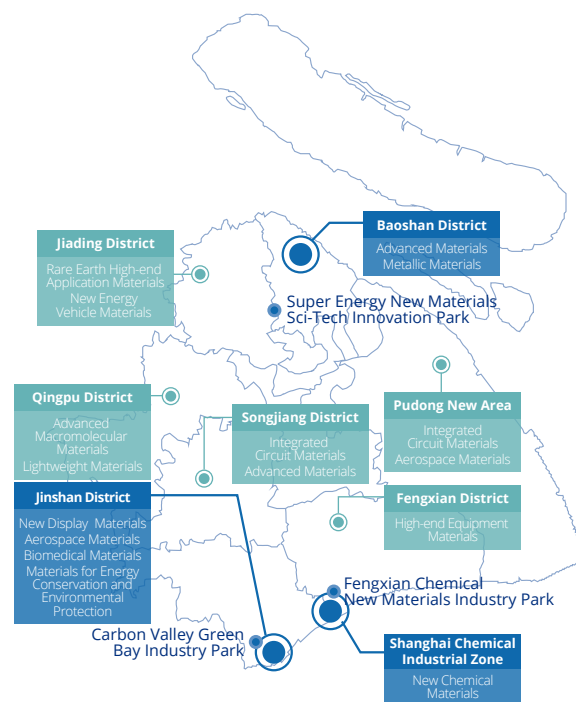 Baoshan District
Advanced Materials
Metallic Materials
Jiading District
Rare Earth High-end
Application Materials
New Energy
Vehicle Materials
Super Energy New Materials
Sci-Tech Innovation Park
Qingpu District
Advanced
Macromolecular
Materials
Lightweight Materials
Songjiang District
Integrated
Circuit Materials
Advanced Materials
Pudong New Area
Integrated
Circuit Materials
Aerospace Materials
Jinshan District
New Display Materials
Aerospace Materials
Biomedical Materials
Materials for Energy
Conservation and
Environmental
Protection
Fengxian District
High-end Equipment
Materials
Fengxian Chemical
New Materials Industry Park
Carbon Valley Green
Bay Industry Park
Shanghai Chemical
Industrial Zone
New Chemical
Materials